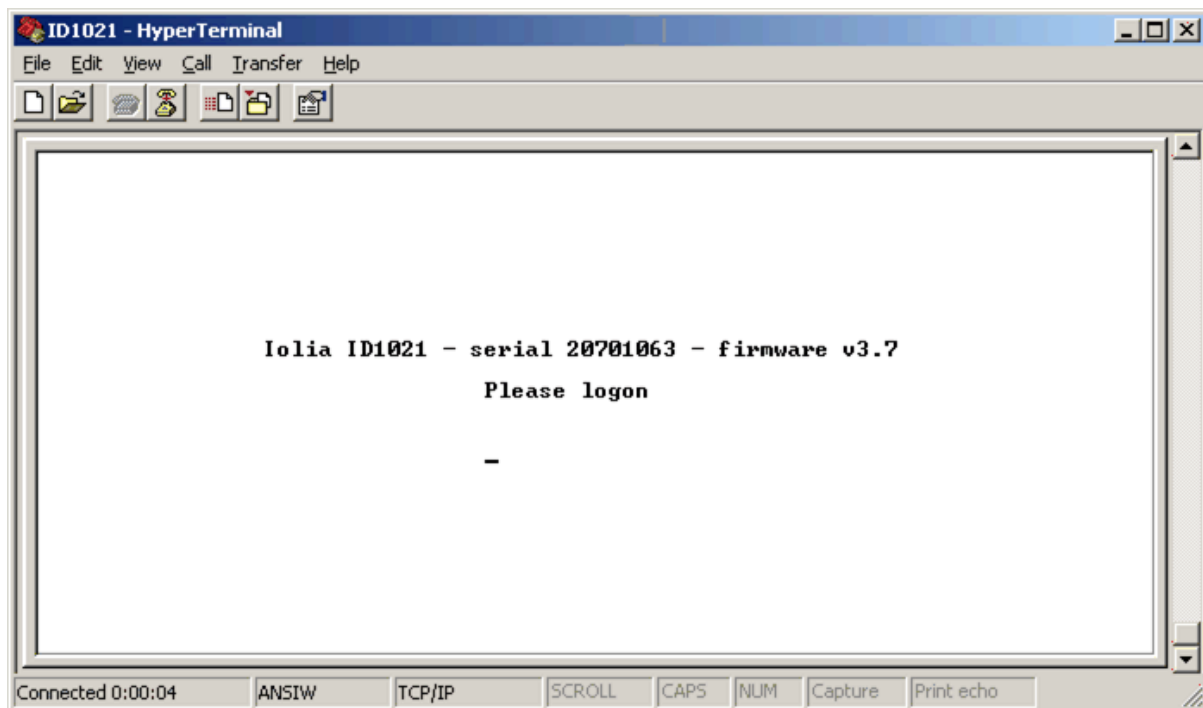 ID1021 - HyperTerminal
File Edit View Call Transfer Help
Iolia ID1021 - serial 20701063 - firmware v3.7
Please logon
_
Connected 0:00:04 ANSIW TCP/IP SCROLL CAPS NUM Capture Print echo